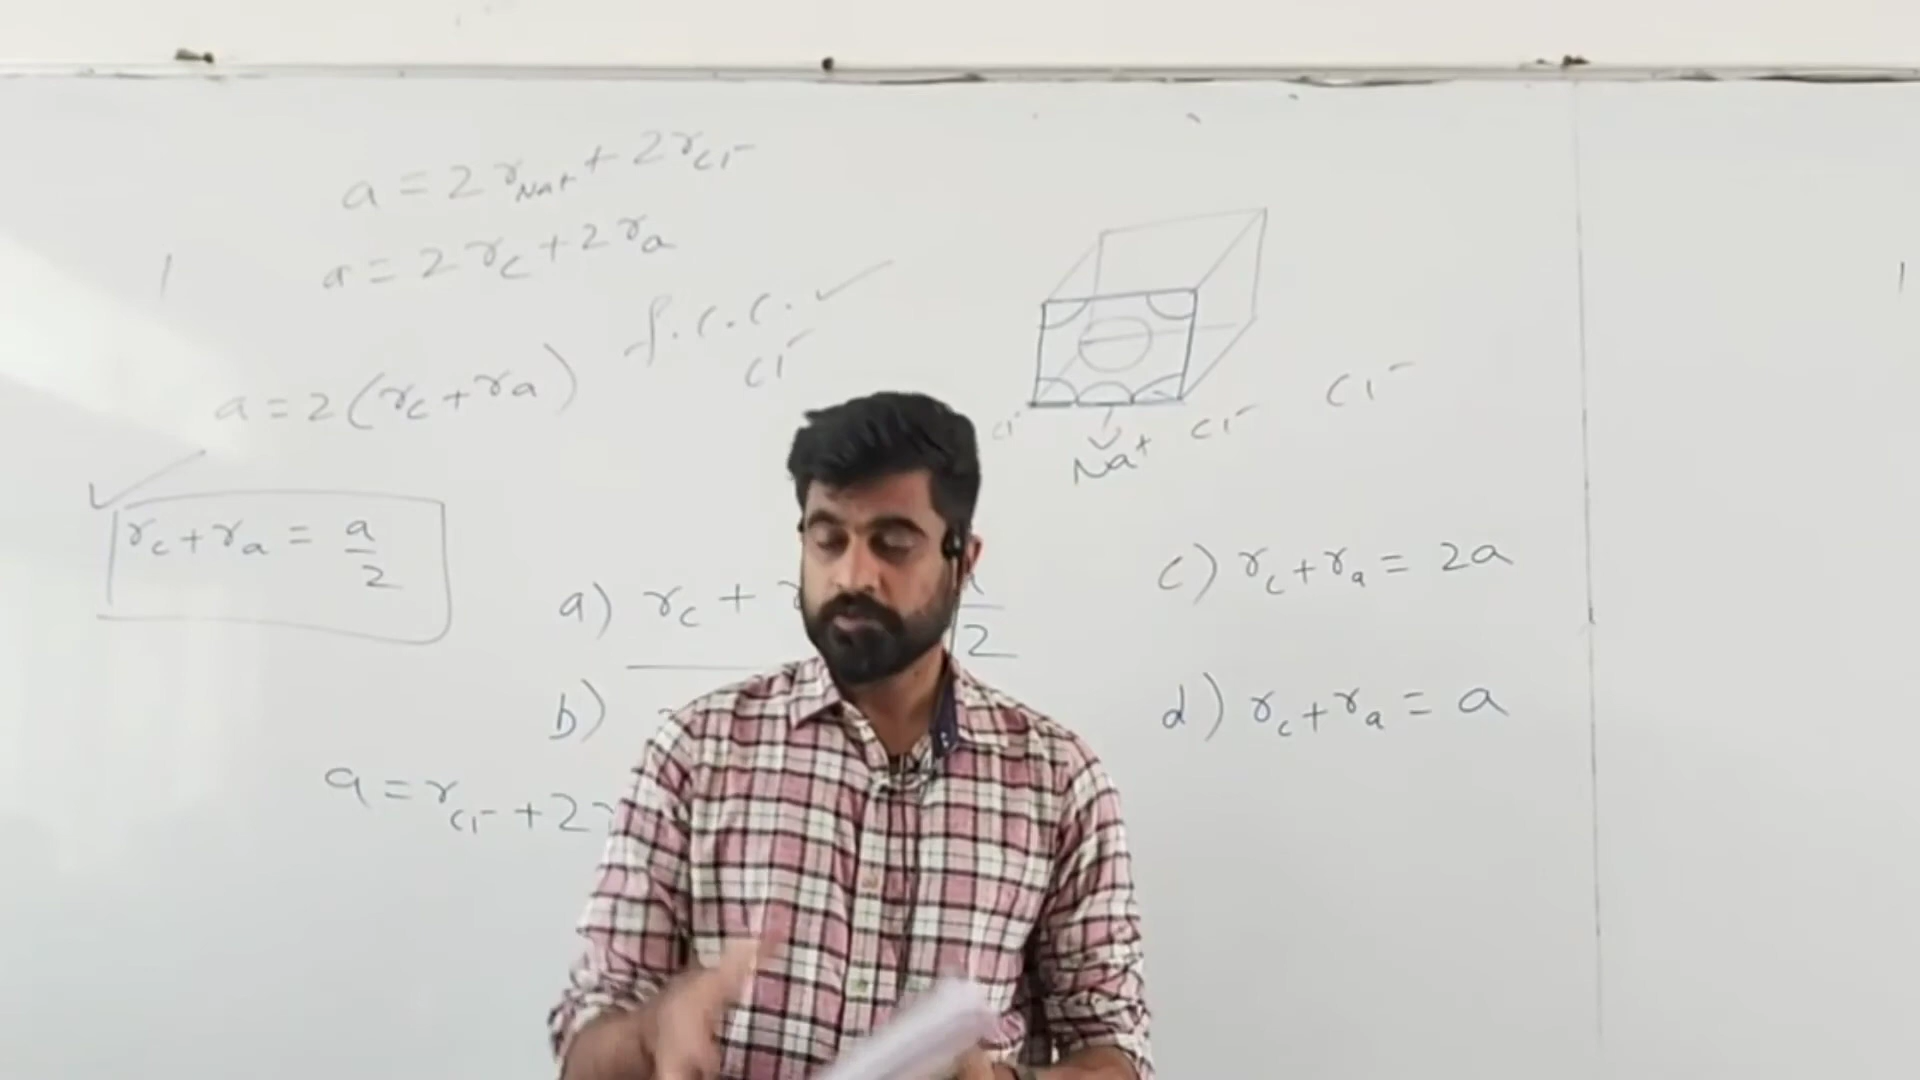 a = 2r_Na+ + 2r_Cl-
a = 2r_c + 2r_a
f.c.c. ✓
Cl-
a = 2(r_c + r_a)
r_c + r_a = a/2
Cl-
Na+
Cl-
Cl-
a) r_c + 2
b)
c) r_c + r_a = 2a
d) r_c + r_a = a
a = r_Cl- + 2